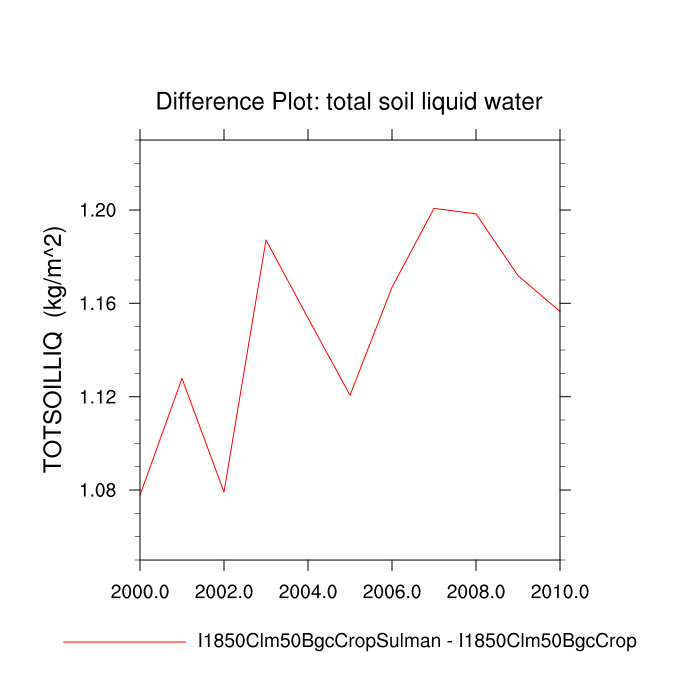 Difference Plot: total soil liquid water
TOTSOILLIQ (kg/m^2)
1.20
1.16
1.12
1.08
2000.0 2002.0 2004.0 2006.0 2008.0 2010.0
I1850Clm50BgcCropSulman - I1850Clm50BgcCrop